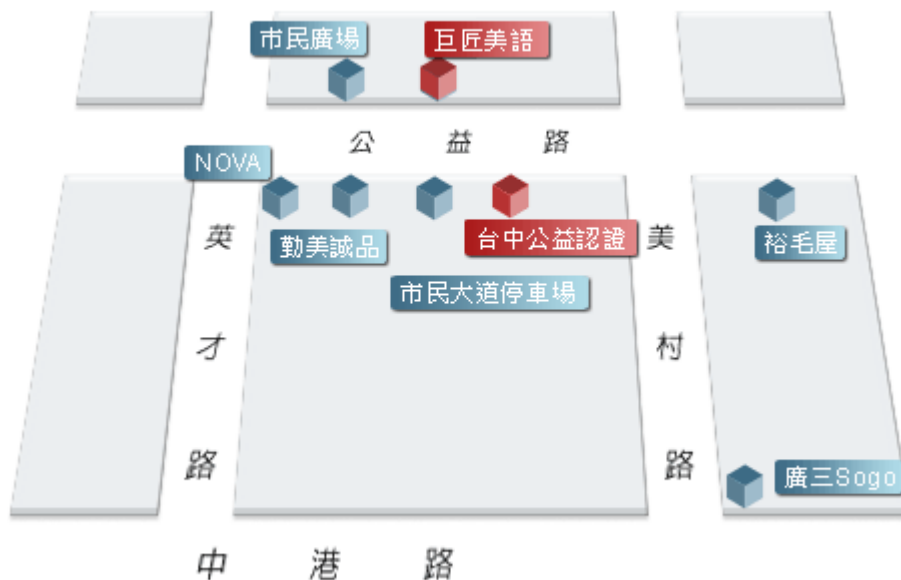 市民廣場
巨匠美語
公益路
NOVA
勤美誠品
台中公益認證
裕毛屋
市民大道停車場
英才路
美村路
廣三Sogo
中港路